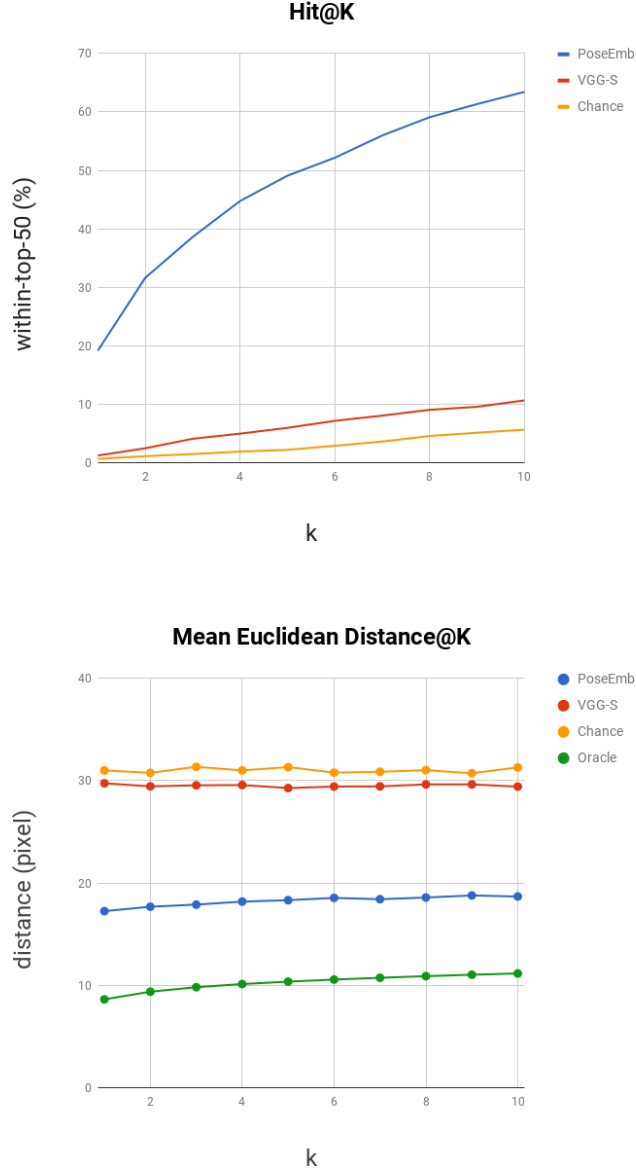 Hit@K
70
60
50
40
30
20
10
0
within-top-50 (%)
2 4 6 8 10
k
PoseEmb
VGG-S
Chance
Mean Euclidean Distance@K
40
30
20
10
0
distance (pixel)
2 4 6 8 10
k
PoseEmb
VGG-S
Chance
Oracle